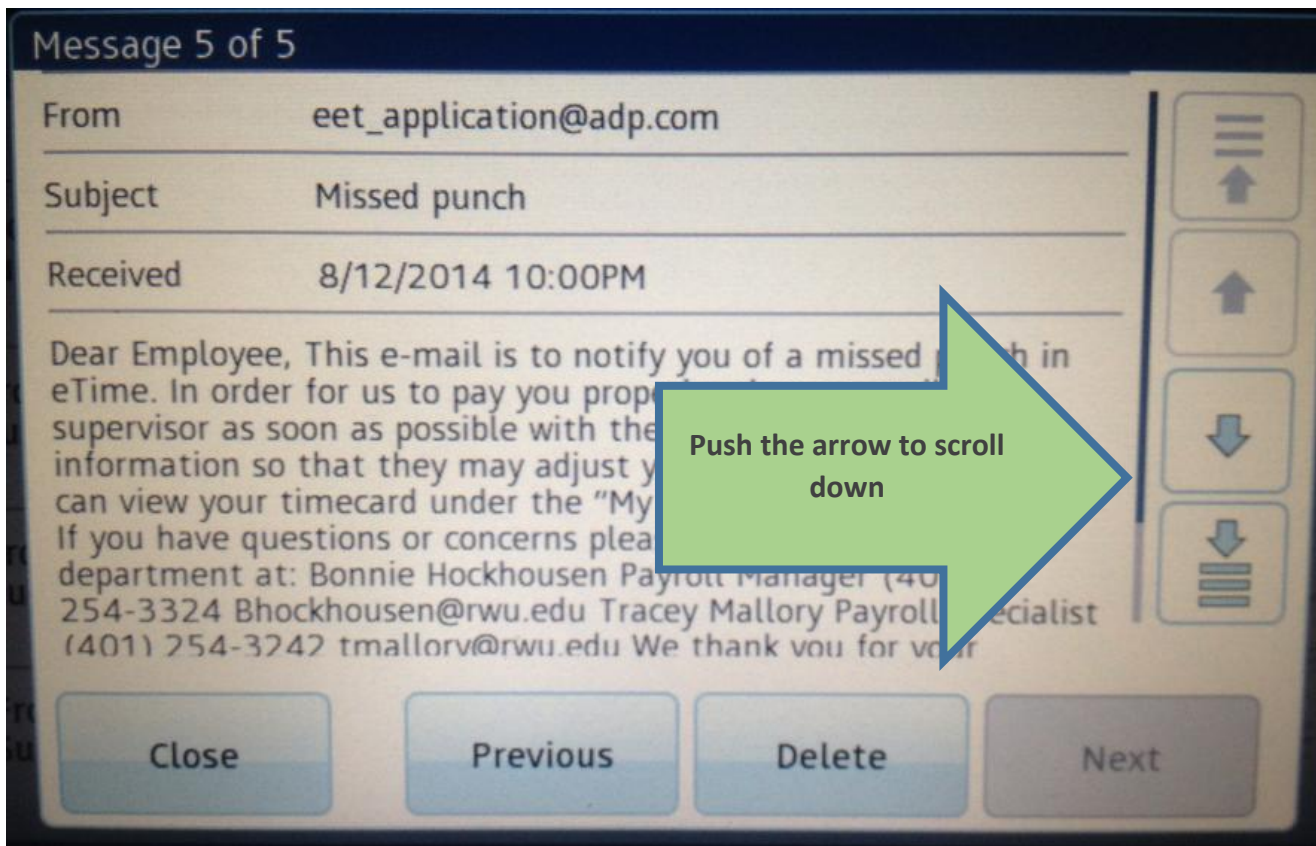 Message 5 of 5
From eet_application@adp.com
Subject Missed punch
Received 8/12/2014 10:00PM
Dear Employee, This e-mail is to notify you of a missed in
eTime. In order for us to pay you
supervisor as soon as possible with the
information so that they may adjust
can view your timecard under the "My
If you have questions or concerns
department at: Bonnie Hockhousen Payroll Manager
254-3324 Bhockhousen@rwu.edu Tracey Mallory Payroll
(401) 254-3242 tmallory@rwu.edu We thank you for your
Push the arrow to scroll
down
Close Previous Delete Next